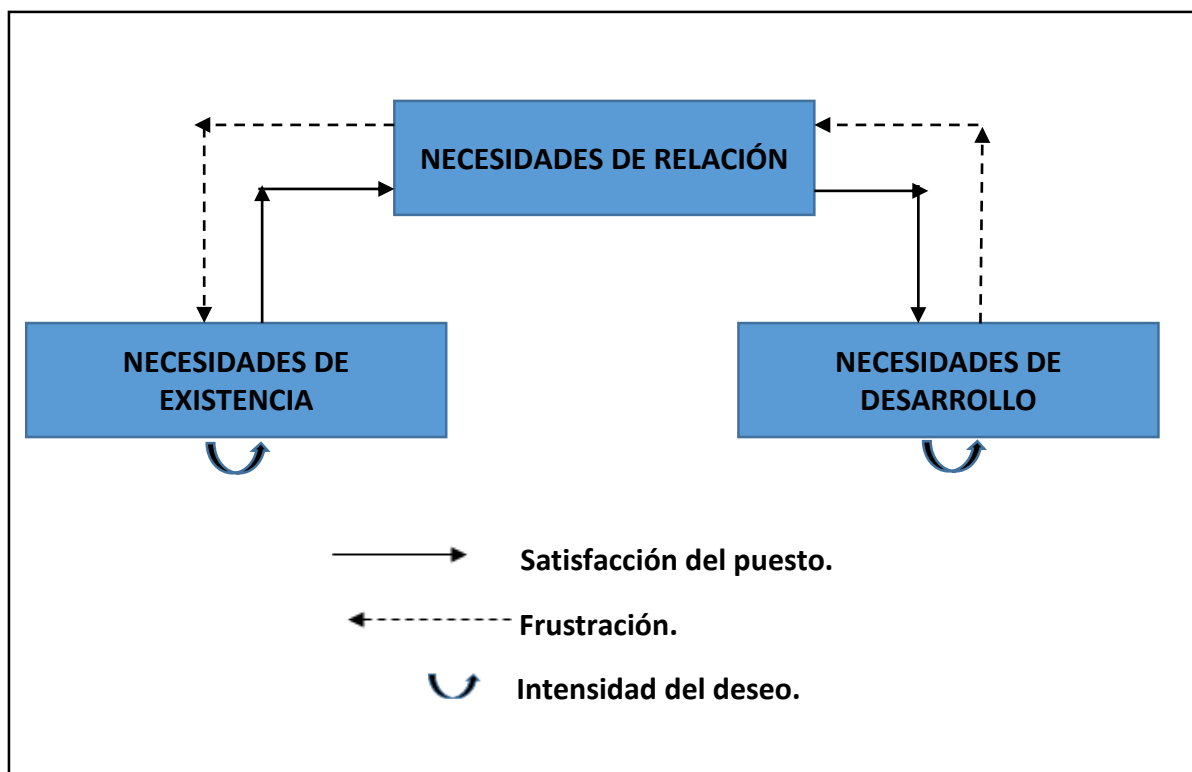 NECESIDADES DE RELACIÓN
NECESIDADES DE
EXISTENCIA
NECESIDADES DE
DESARROLLO
Satisfacción del puesto.
Frustración.
Intensidad del deseo.